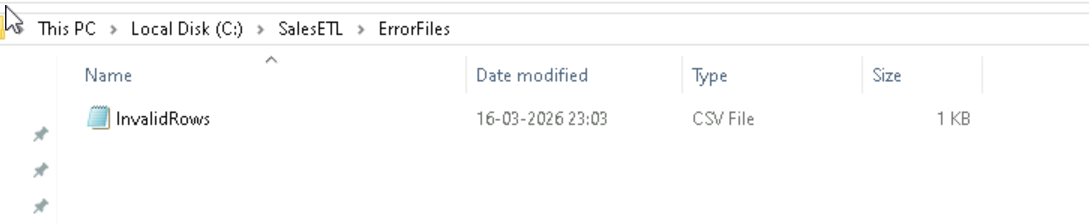 This PC > Local Disk (C:) > SalesETL > ErrorFiles
Name Date modified Type Size
InvalidRows 16-03-2026 23:03 CSV File 1 KB